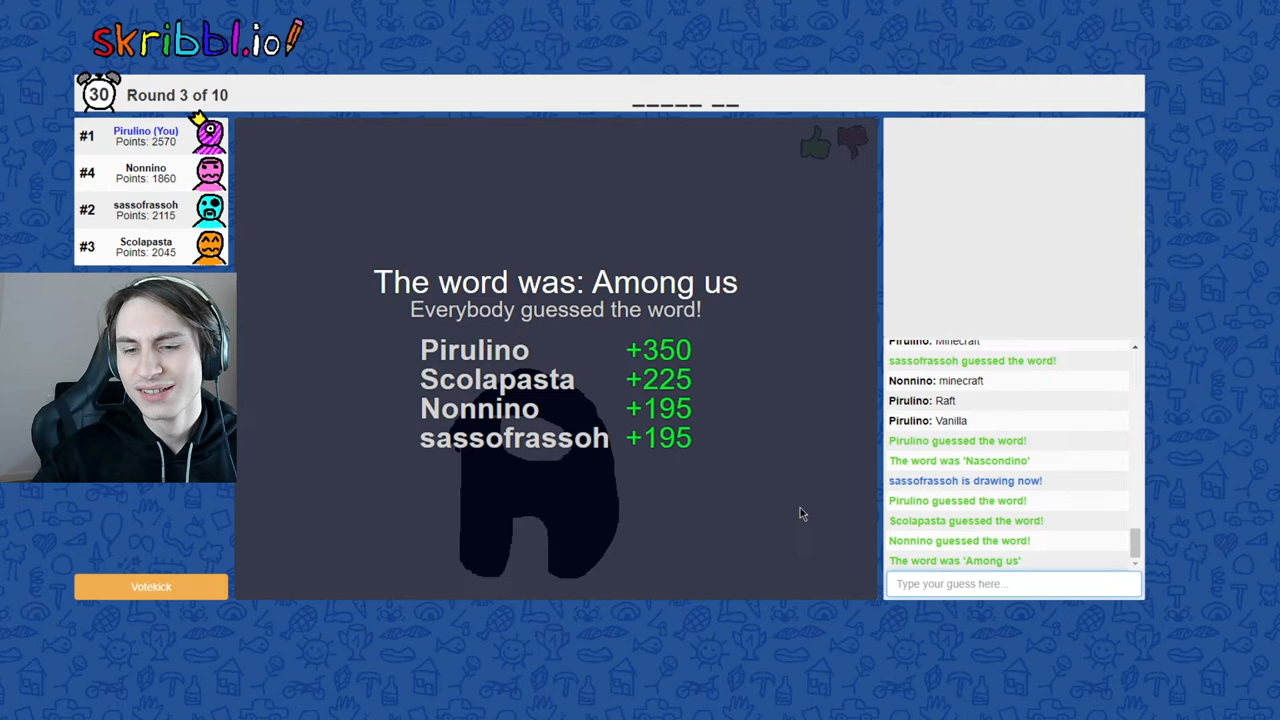 skribbl.io
30
Round 3 of 10
_____ __
#1
Pirulino (You)
Points: 2570
#4
Nonnino
Points: 1860
#2
sassofrassoh
Points: 2115
#3
Scolapasta
Points: 2045
Votekick
The word was: Among us
Everybody guessed the word!
Pirulino +350
Scolapasta +225
Nonnino +195
sassofrassoh +195
Pirulino: Minecraft
sassofrassoh guessed the word!
Nonnino: minecraft
Pirulino: Raft
Pirulino: Vanilla
Pirulino guessed the word!
The word was 'Nascondino'
sassofrassoh is drawing now!
Pirulino guessed the word!
Scolapasta guessed the word!
Nonnino guessed the word!
The word was 'Among us'
Type your guess here...